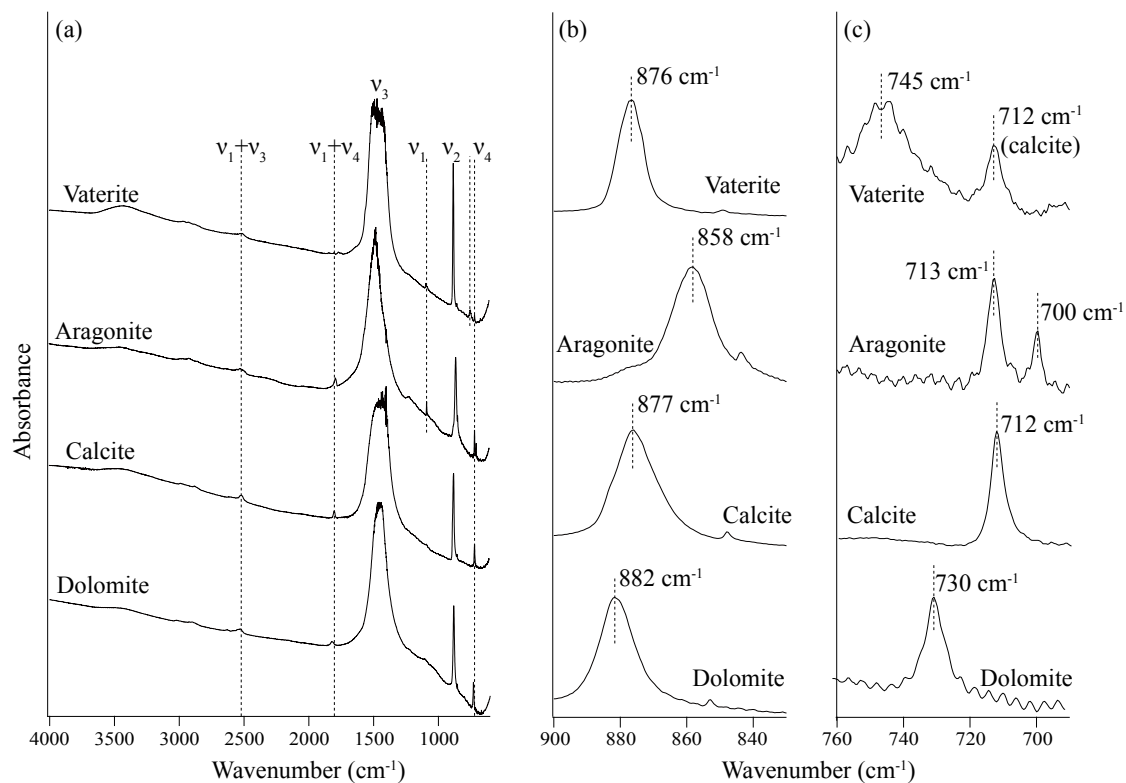 (a)
ν3
ν1+ν3
ν1+ν4
ν1
ν2
ν4
Vaterite
Aragonite
Calcite
Dolomite
Absorbance
4000 3500 3000 2500 2000 1500 1000
Wavenumber (cm-1)
(b)
876 cm-1
Vaterite
858 cm-1
Aragonite
877 cm-1
Calcite
882 cm-1
Dolomite
900 880 860 840
Wavenumber (cm-1)
(c)
745 cm-1
712 cm-1
(calcite)
Vaterite
713 cm-1
700 cm-1
Aragonite
712 cm-1
Calcite
730 cm-1
Dolomite
760 740 720 700
Wavenumber (cm-1)